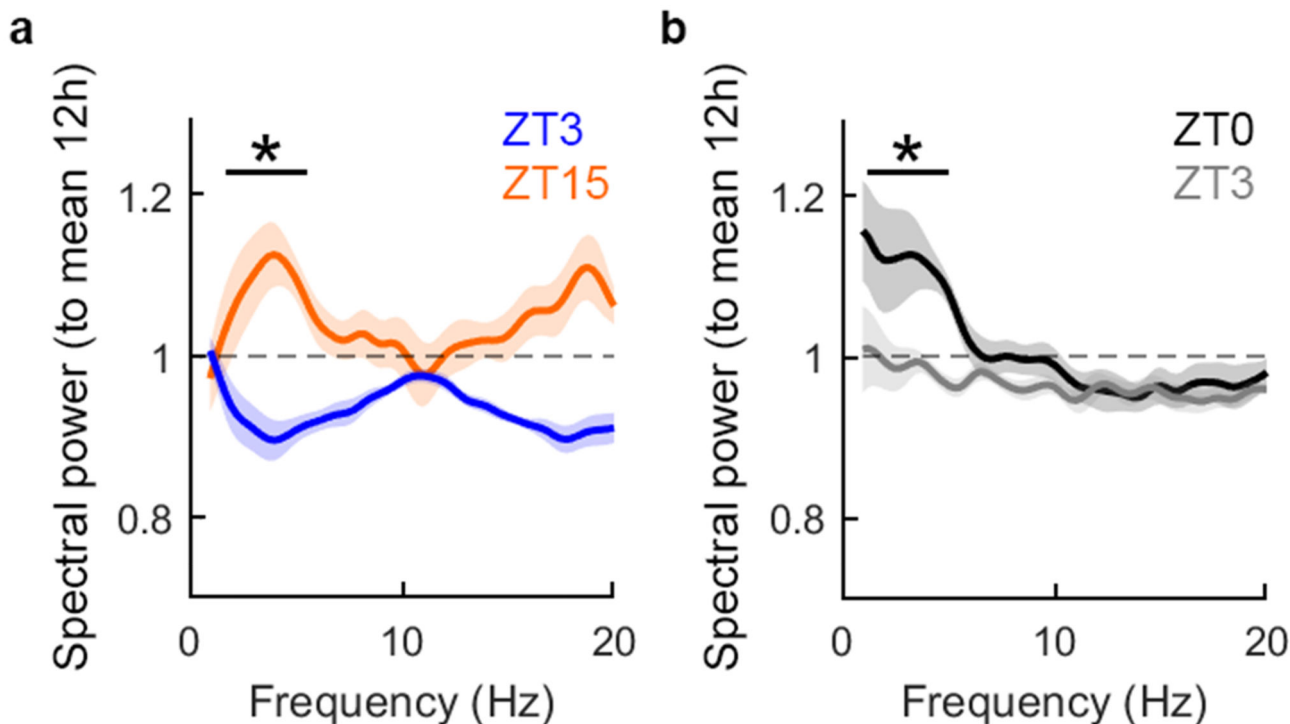 a
Spectral power (to mean 12h)
ZT3
ZT15
*
1.2
1
0.8
0
10
20
Frequency (Hz)
b
Spectral power (to mean 12h)
ZT0
ZT3
*
1.2
1
0.8
0
10
20
Frequency (Hz)